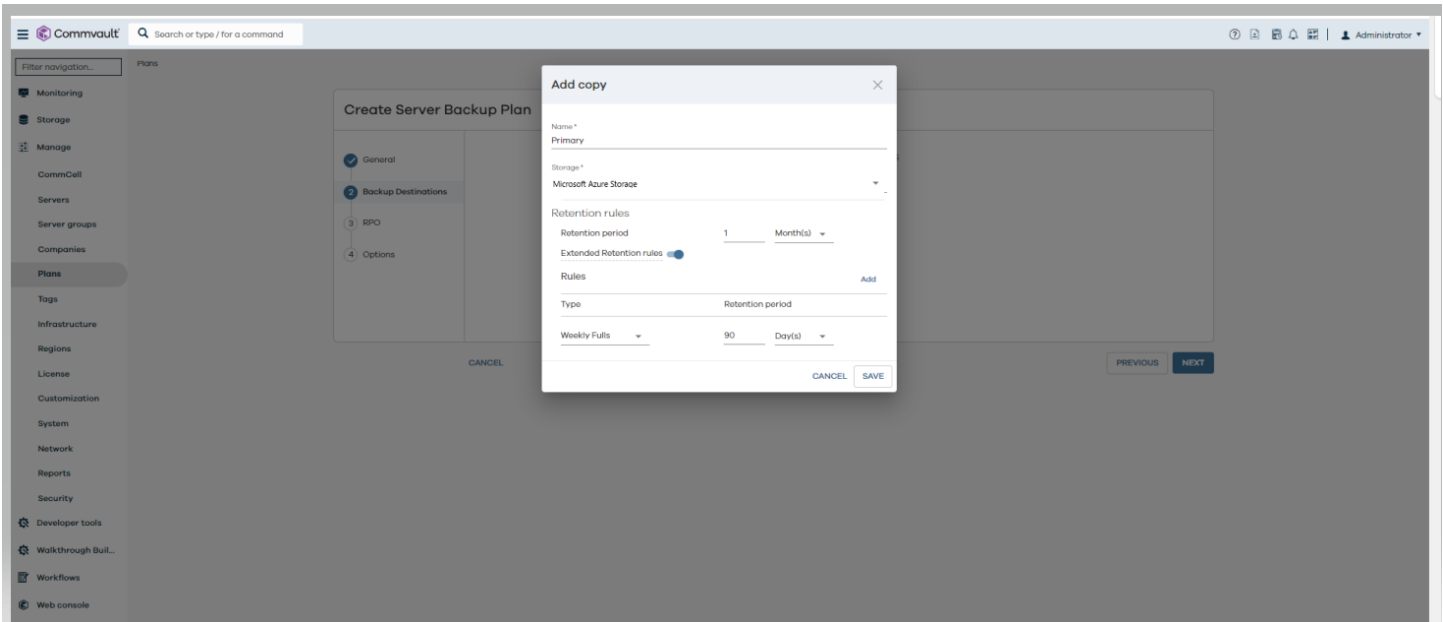 Commvault
Search or type / for a command
Administrator
Filter navigation...
Plans
Monitoring
Storage
Manage
CommCell
Servers
Server groups
Companies
Plans
Tags
Infrastructure
Regions
License
Customization
System
Network
Reports
Security
Developer tools
Walkthrough Buil...
Workflows
Web console
Create Server Backup Plan
General
2 Backup Destinations
3 RPO
4 Options
CANCEL
PREVIOUS NEXT
Add copy
Name*
Primary
Storage*
Microsoft Azure Storage
Retention rules
Retention period 1 Month(s)
Extended Retention rules
Rules Add
Type Retention period
Weekly Fulls 90 Day(s)
CANCEL SAVE